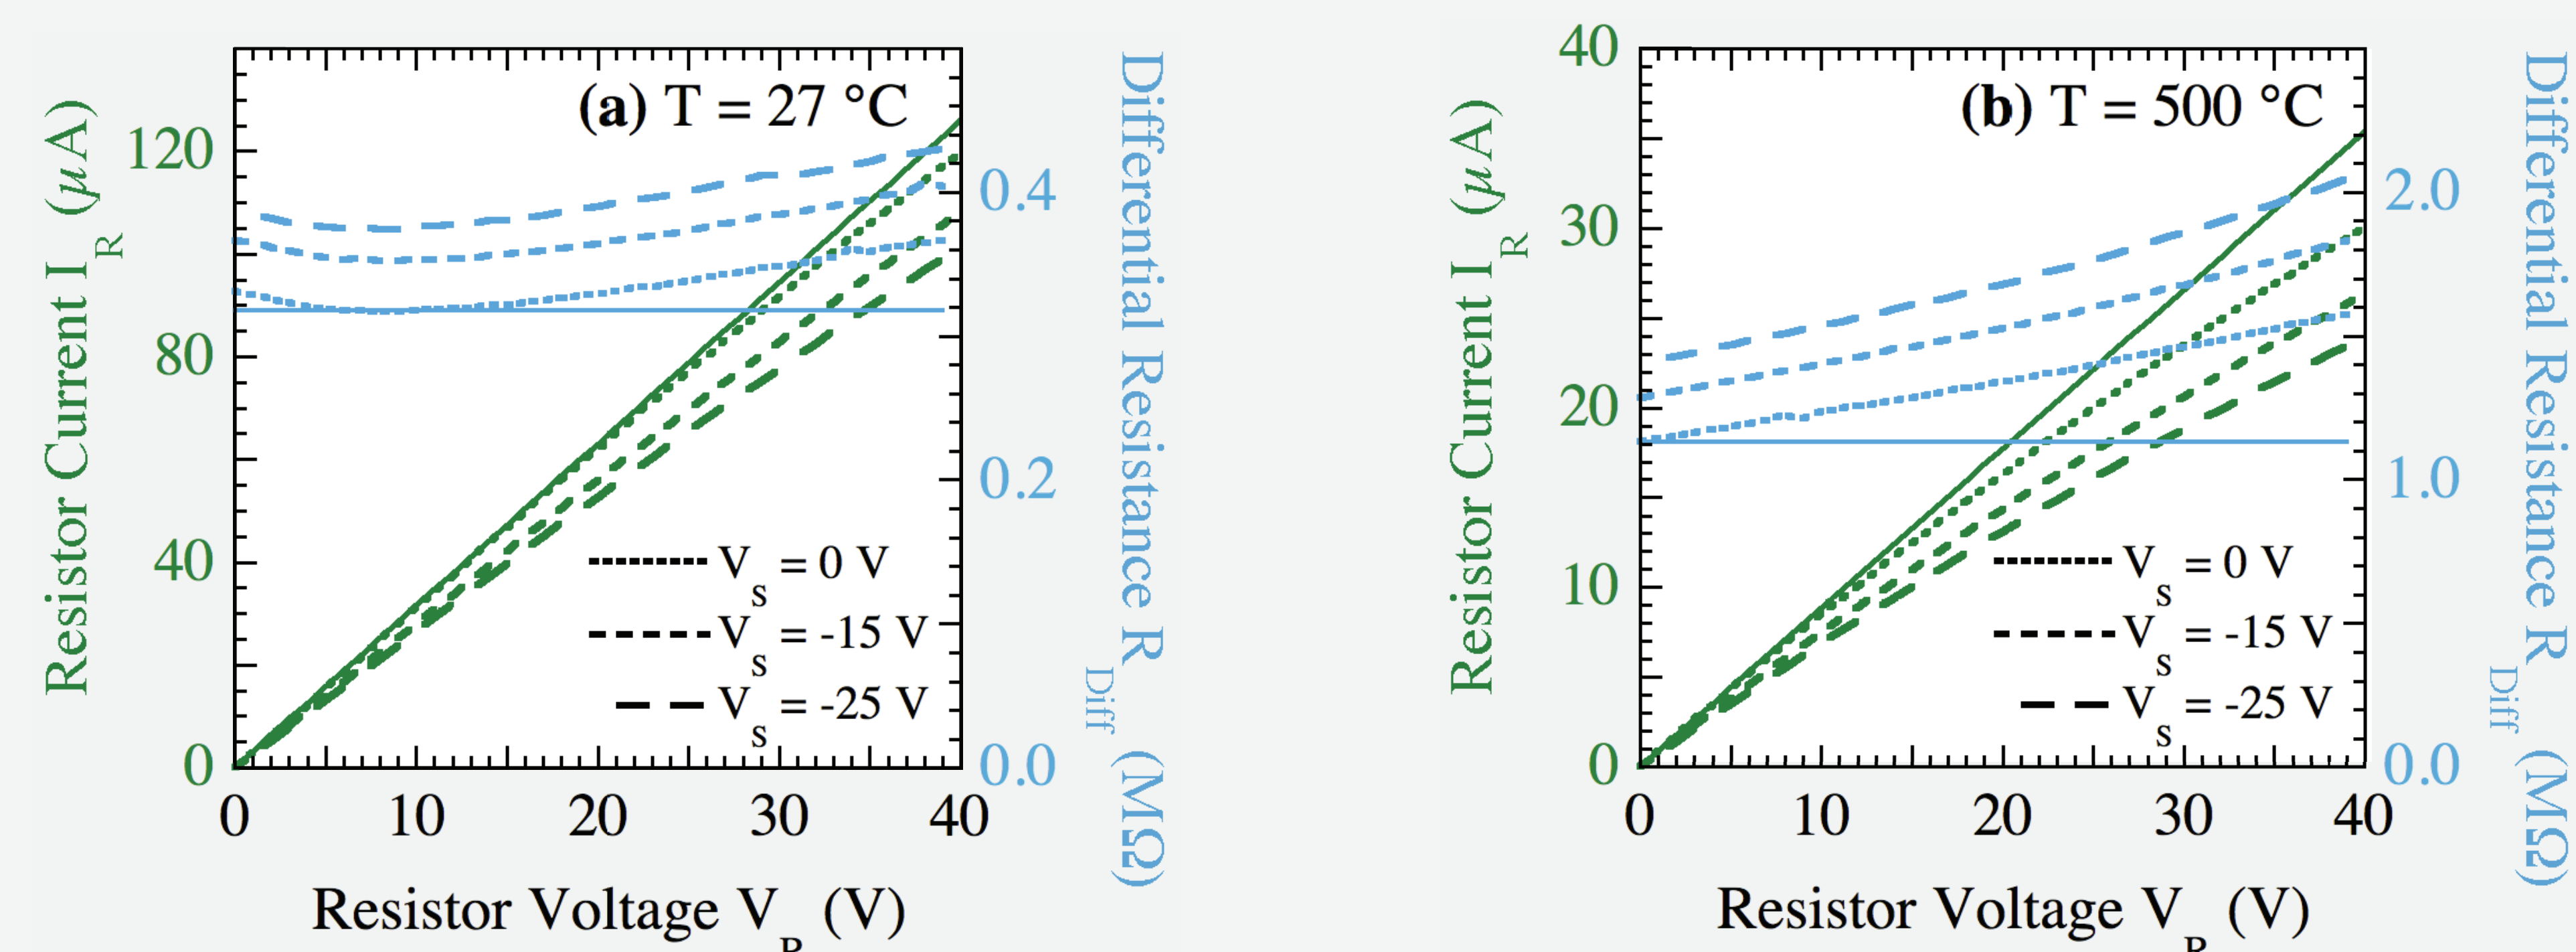 (a) T = 27 °C
Resistor Current I_R (µA)
120
80
40
0
Differential Resistance R_Diff (MΩ)
0.4
0.2
0.0
V_s = 0 V
V_s = -15 V
V_s = -25 V
0 10 20 30 40
Resistor Voltage V_R (V)
(b) T = 500 °C
Resistor Current I_R (µA)
40
30
20
10
0
Differential Resistance R_Diff (MΩ)
2.0
1.0
0.0
V_s = 0 V
V_s = -15 V
V_s = -25 V
0 10 20 30 40
Resistor Voltage V_R (V)